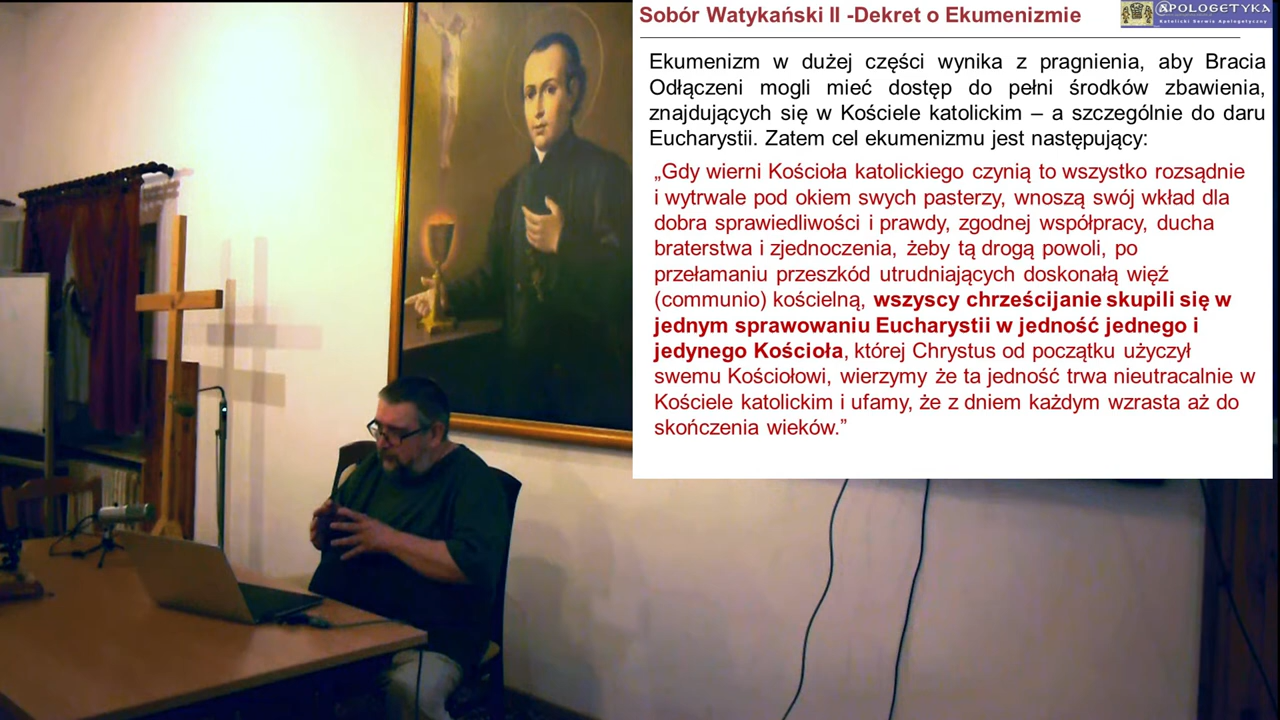 Sobór Watykański II -Dekret o Ekumenizmie
APOLOGETYKA
Katolicki Serwis Apologetyczny
Ekumenizm w dużej części wynika z pragnienia, aby Bracia
Odłączeni mogli mieć dostęp do pełni środków zbawienia,
znajdujących się w Kościele katolickim – a szczególnie do daru
Eucharystii. Zatem cel ekumenizmu jest następujący:
„Gdy wierni Kościoła katolickiego czynią to wszystko rozsądnie
i wytrwale pod okiem swych pasterzy, wnoszą swój wkład dla
dobra sprawiedliwości i prawdy, zgodnej współpracy, ducha
braterstwa i zjednoczenia, żeby tą drogą powoli, po
przełamaniu przeszkód utrudniających doskonałą więź
(communio) kościelną, wszyscy chrześcijanie skupili się w
jednym sprawowaniu Eucharystii w jedność jednego i
jedynego Kościoła, której Chrystus od początku użyczył
swemu Kościołowi, wierzymy że ta jedność trwa nieutracalnie w
Kościele katolickim i ufamy, że z dniem każdym wzrasta aż do
skończenia wieków.”